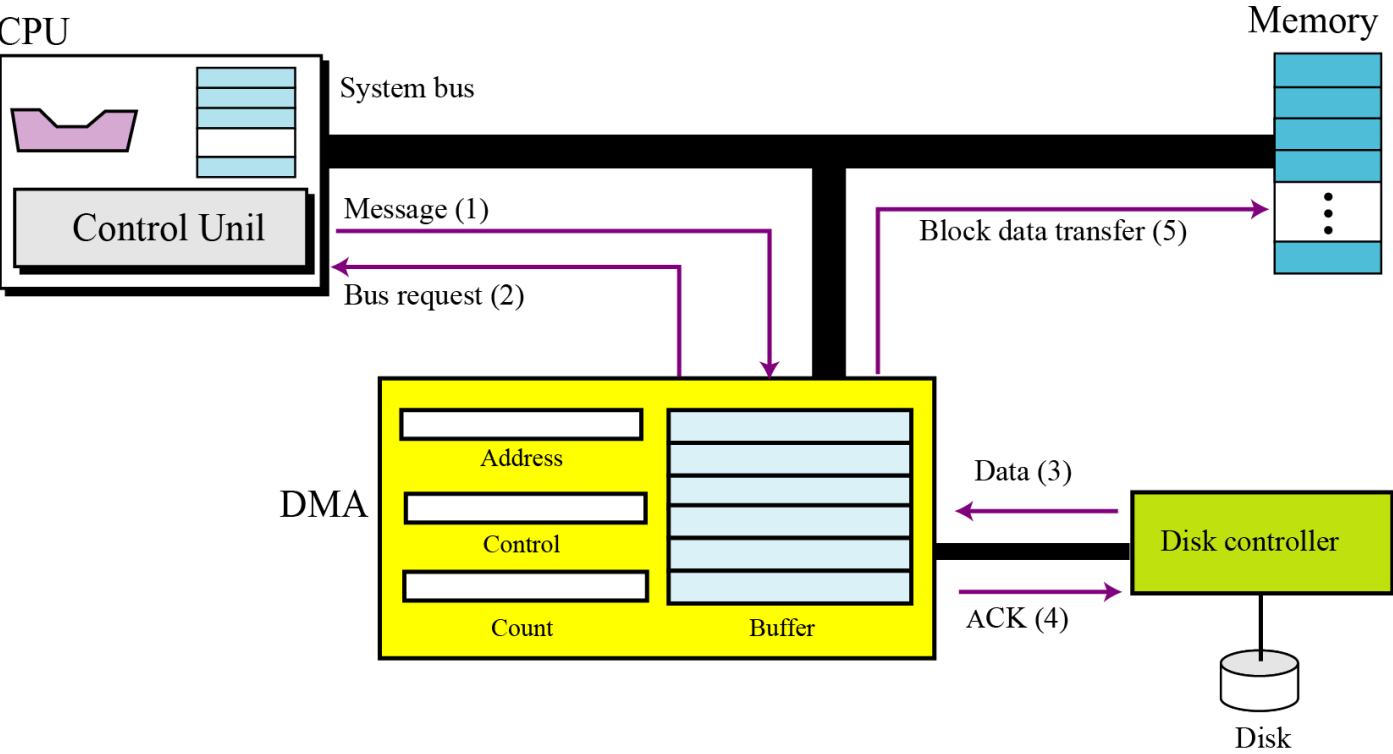 CPU
Memory
System bus
Control Unil
Message (1)
Block data transfer (5)
Bus request (2)
Address
Data (3)
DMA
Control
Disk controller
Count
Buffer
ACK (4)
Disk